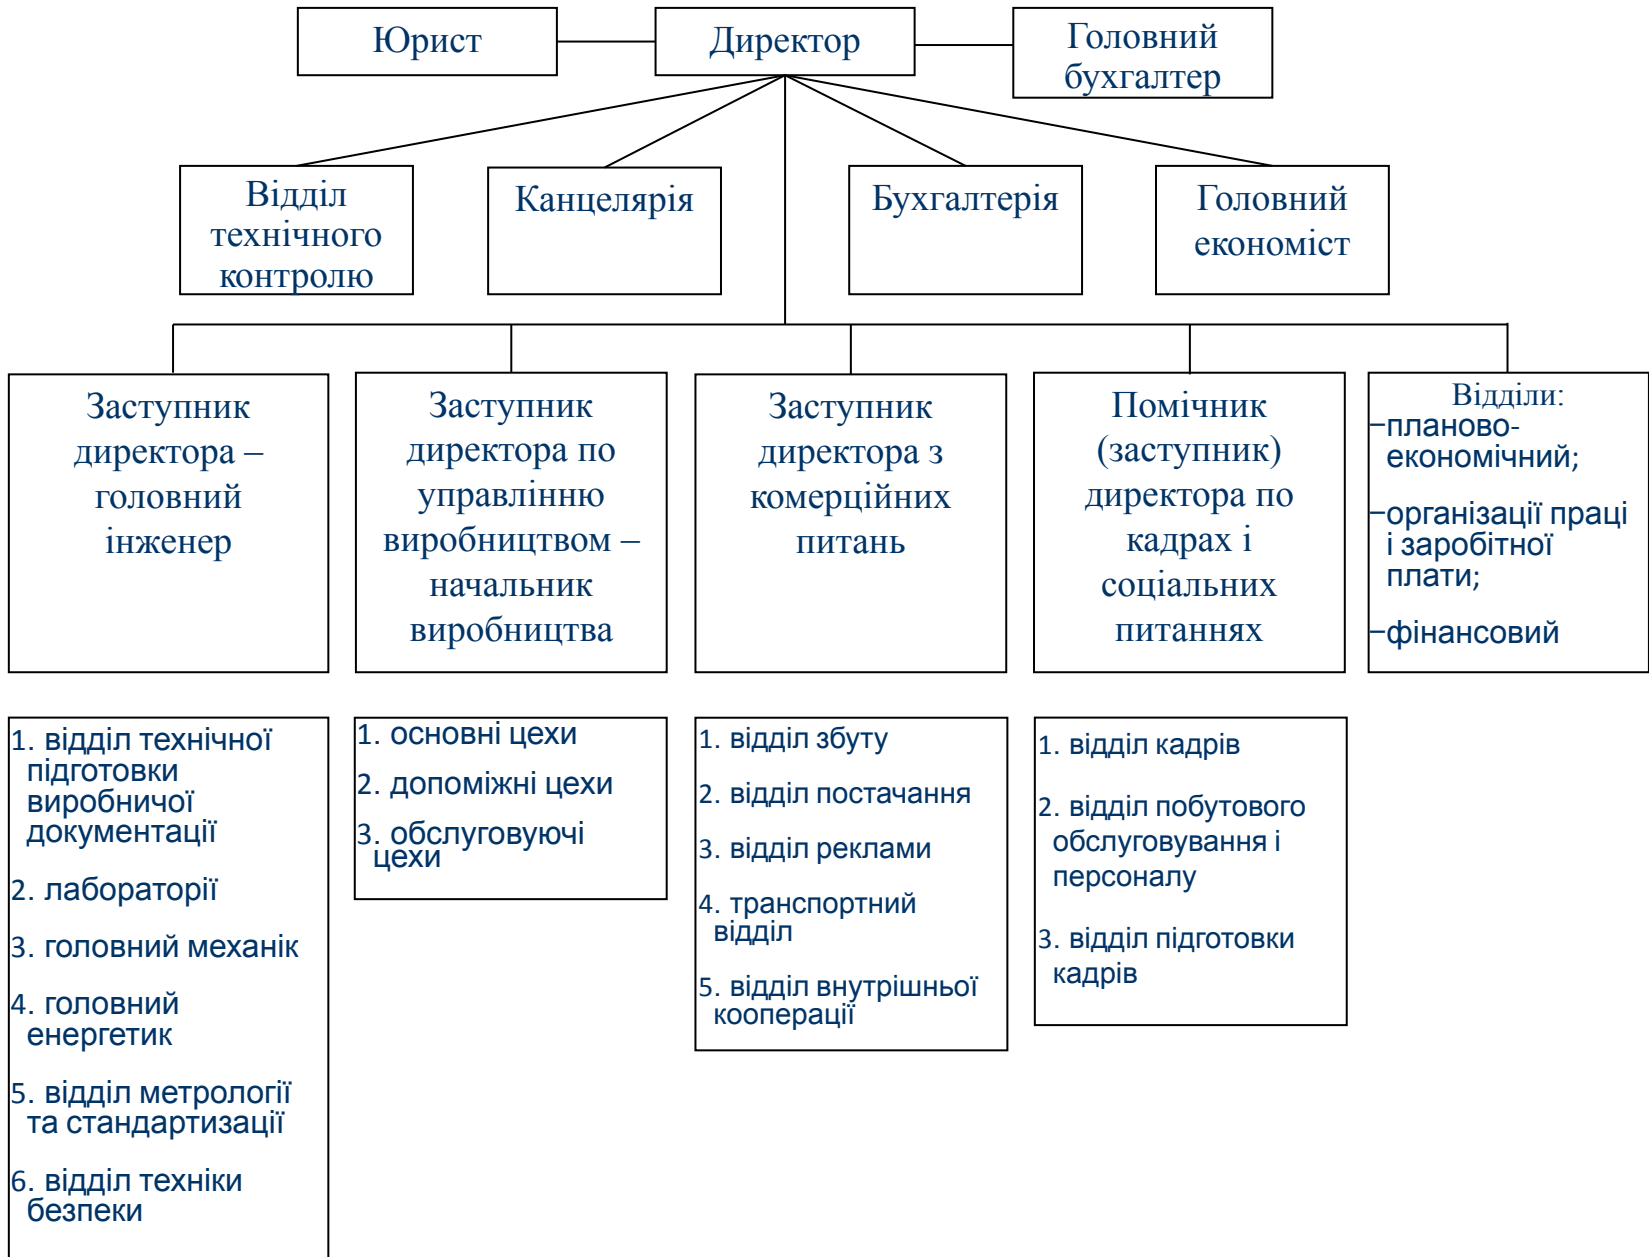 Юрист
Директор
Головний
бухгалтер
Відділ
технічного
контролю
Канцелярія
Бухгалтерія
Головний
економіст
Заступник
директора –
головний
інженер
Заступник
директора по
управлінню
виробництвом –
начальник
виробництва
Заступник
директора з
комерційних
питань
Помічник
(заступник)
директора по
кадрах і
соціальних
питаннях
Відділи:
–планово-
економічний;
–організації праці
і заробітної
плати;
–фінансовий
1. відділ технічної
підготовки
виробничої
документації
2. лабораторії
3. головний механік
4. головний
енергетик
5. відділ метрології
та стандартизації
6. відділ техніки
безпеки
1. основні цехи
2. допоміжні цехи
3. обслуговуючі
цехи
1. відділ збуту
2. відділ постачання
3. відділ реклами
4. транспортний
відділ
5. відділ внутрішньої
кооперації
1. відділ кадрів
2. відділ побутового
обслуговування і
персоналу
3. відділ підготовки
кадрів